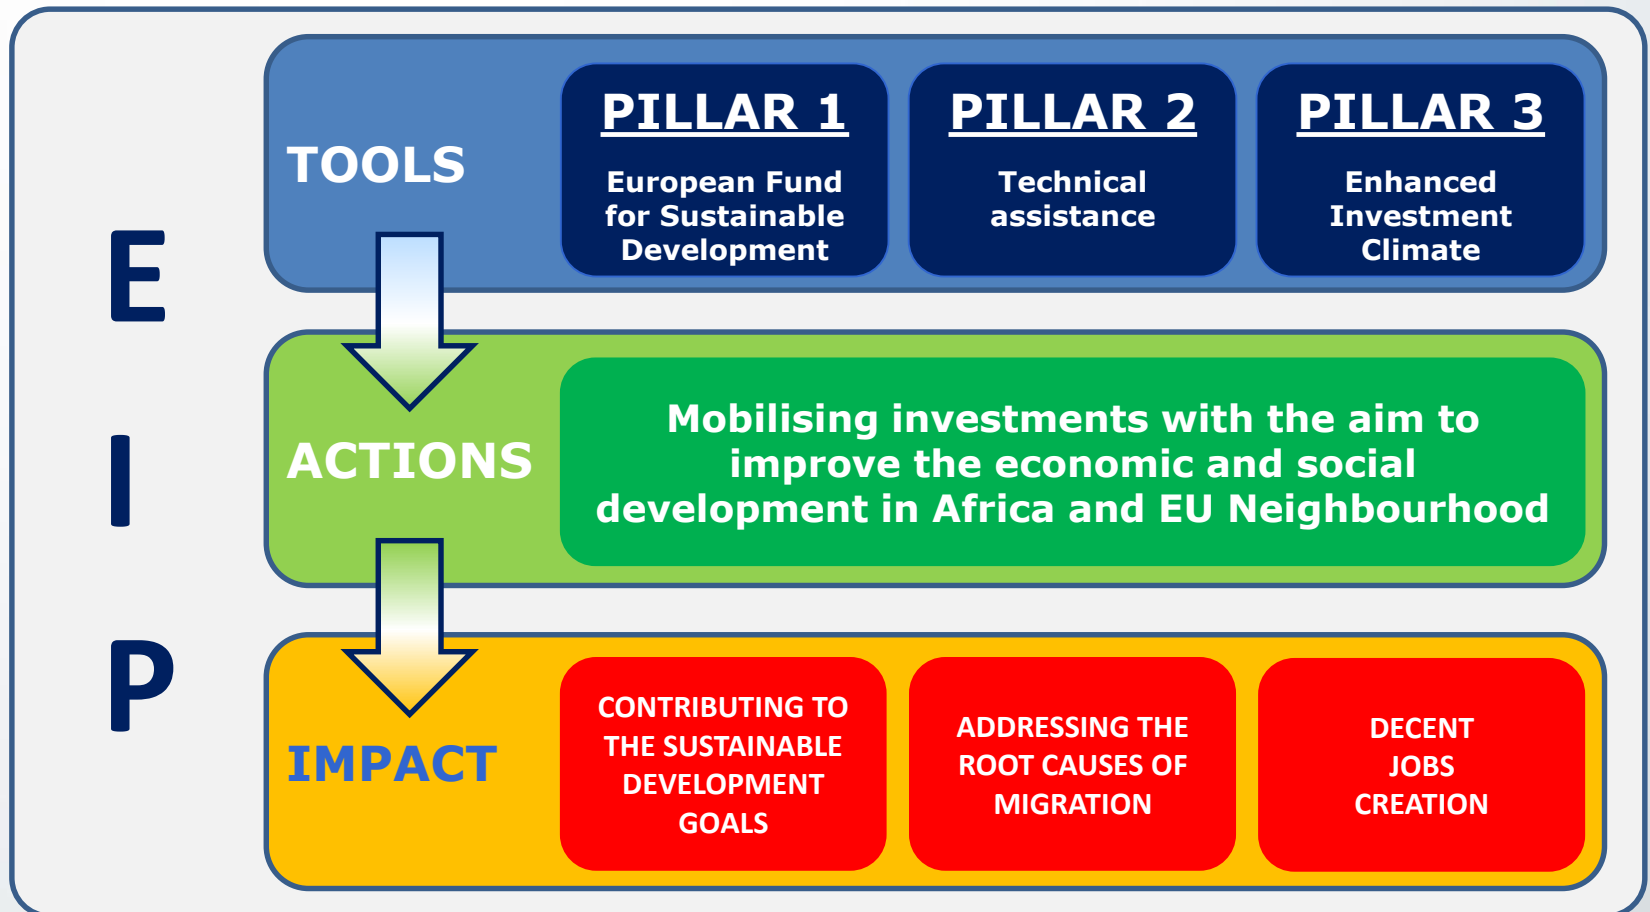 E
I
P
TOOLS
PILLAR 1
European Fund
for Sustainable
Development
PILLAR 2
Technical
assistance
PILLAR 3
Enhanced
Investment
Climate
ACTIONS
Mobilising investments with the aim to
improve the economic and social
development in Africa and EU Neighbourhood
IMPACT
CONTRIBUTING TO
THE SUSTAINABLE
DEVELOPMENT
GOALS
ADDRESSING THE
ROOT CAUSES OF
MIGRATION
DECENT
JOBS
CREATION